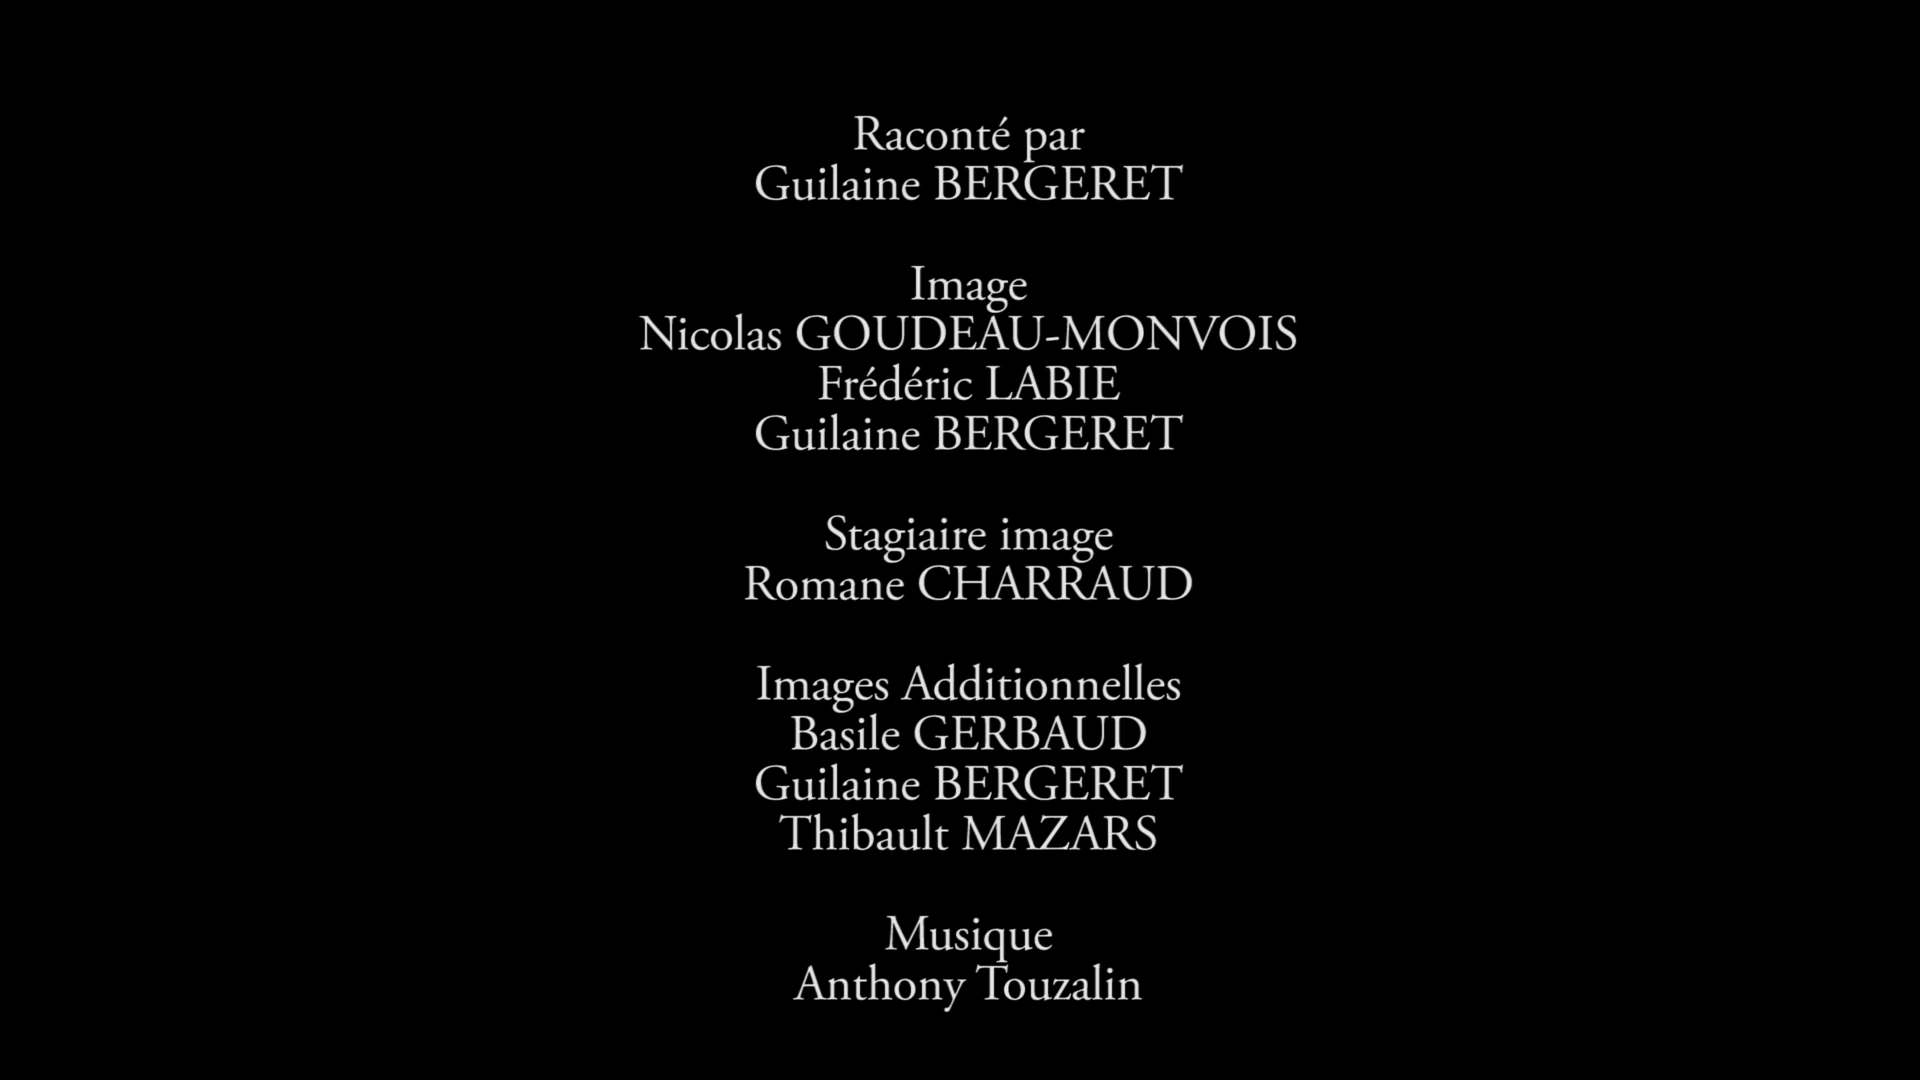 Raconté par
Guilaine BERGERET
Image
Nicolas GOUDEAU-MONVOIS
Frédéric LABIE
Guilaine BERGERET
Stagiaire image
Romane CHARRAUD
Images Additionnelles
Basile GERBAUD
Guilaine BERGERET
Thibault MAZARS
Musique
Anthony Touzalin